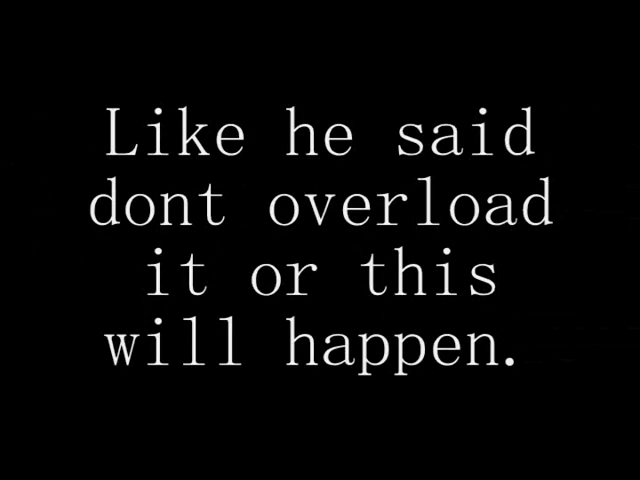 Like he said
dont overload
it or this
will happen.